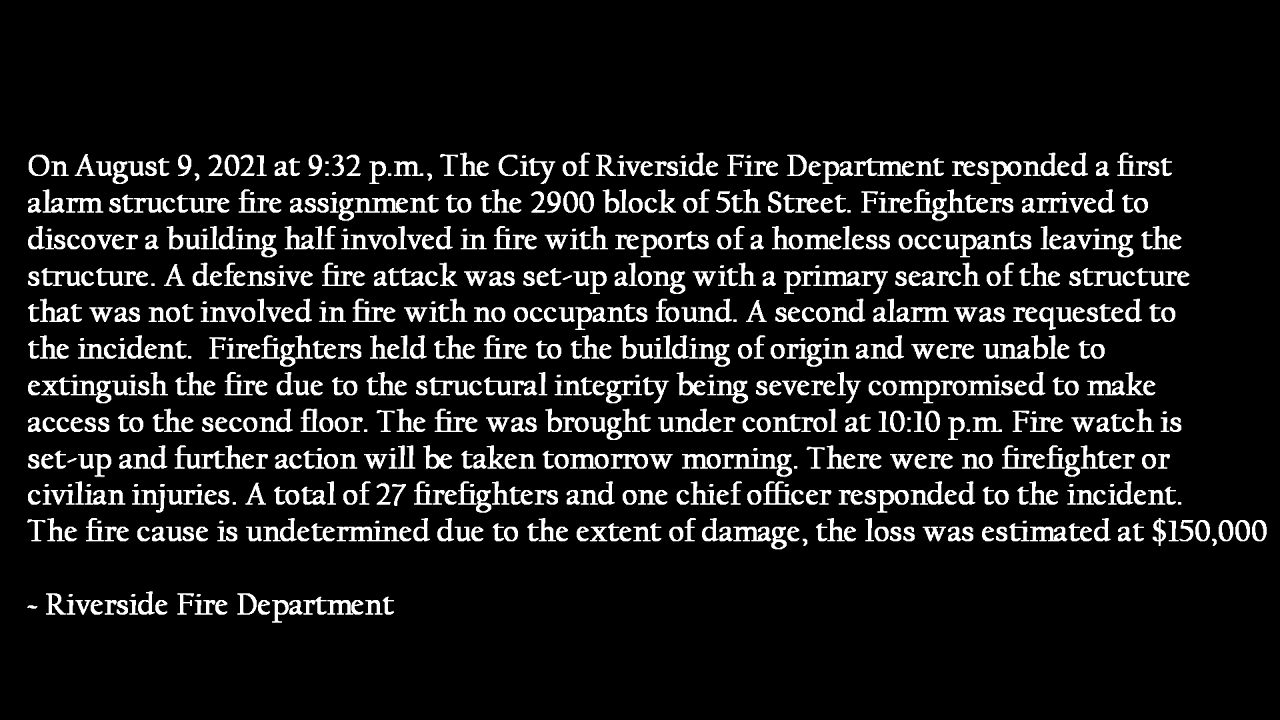 On August 9, 2021 at 9:32 p.m., The City of Riverside Fire Department responded a first
alarm structure fire assignment to the 2900 block of 5th Street. Firefighters arrived to
discover a building half involved in fire with reports of a homeless occupants leaving the
structure. A defensive fire attack was set-up along with a primary search of the structure
that was not involved in fire with no occupants found. A second alarm was requested to
the incident.  Firefighters held the fire to the building of origin and were unable to
extinguish the fire due to the structural integrity being severely compromised to make
access to the second floor. The fire was brought under control at 10:10 p.m. Fire watch is
set-up and further action will be taken tomorrow morning. There were no firefighter or
civilian injuries. A total of 27 firefighters and one chief officer responded to the incident.
The fire cause is undetermined due to the extent of damage, the loss was estimated at $150,000
- Riverside Fire Department